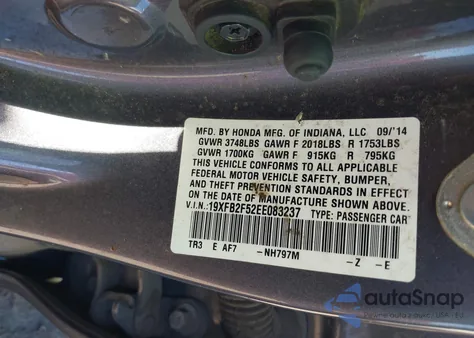 MFD. BY HONDA MFG. OF INDIANA, LLC 09/'14
GVWR 3748LBS GAWR F 2018LBS R 1753LBS
GVWR 1700KG GAWR F 915KG R 795KG
THIS VEHICLE CONFORMS TO ALL APPLICABLE
FEDERAL MOTOR VEHICLE SAFETY, BUMPER,
AND THEFT PREVENTION STANDARDS IN EFFECT
ON THE DATE OF MANUFACTURE SHOWN ABOVE.
V.I.N.: 19XFB2F52EE083237 TYPE: PASSENGER CAR
TR3 E AF7 -NH797M -Z -E
autoSnap